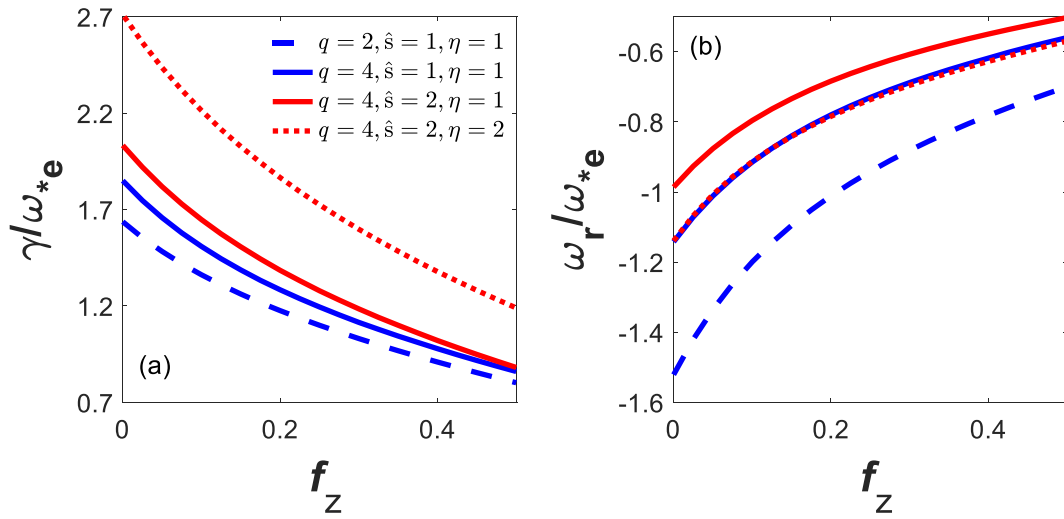 2.7
2.2
1.7
1.2
0.7
γ/ω*e
q = 2, ŝ = 1, η = 1
q = 4, ŝ = 1, η = 1
q = 4, ŝ = 2, η = 1
q = 4, ŝ = 2, η = 2
(a)
0 0.2 0.4
f_z
-0.6
-0.8
-1
-1.2
-1.4
-1.6
ω_r/ω*e
(b)
0 0.2 0.4
f_z